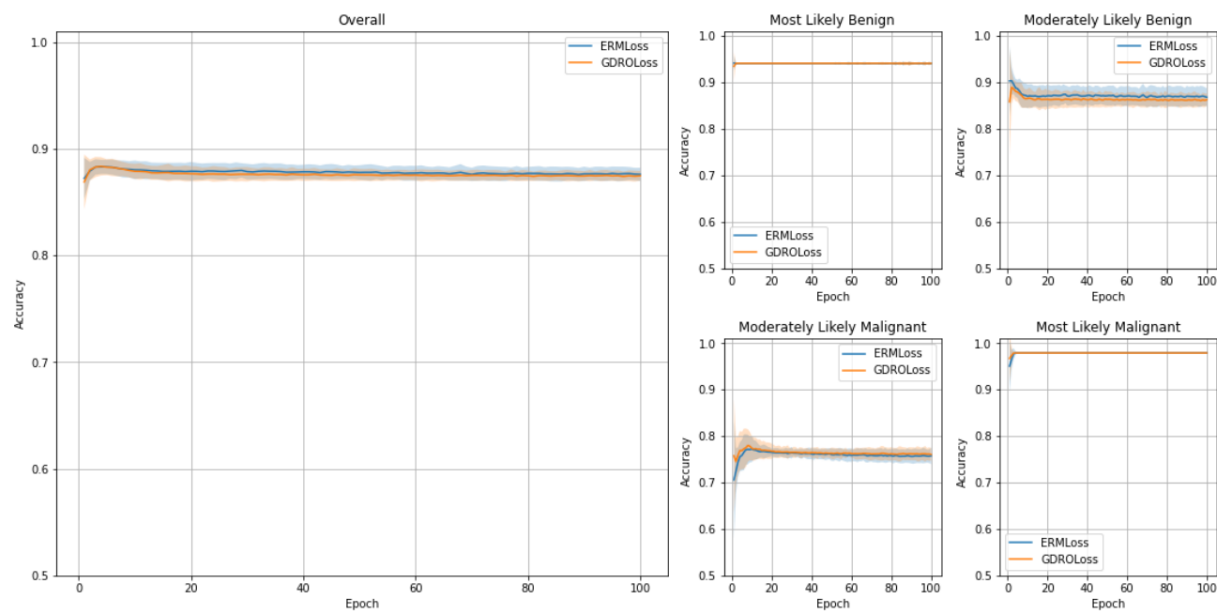 Overall
1.0
0.9
0.8
0.7
0.6
0.5
Accuracy
ERMLoss
GDROLoss
0
20
40
60
80
100
Epoch
Most Likely Benign
1.0
0.9
0.8
0.7
0.6
0.5
Accuracy
ERMLoss
GDROLoss
0
20
40
60
80
100
Epoch
Moderately Likely Benign
1.0
0.9
0.8
0.7
0.6
0.5
Accuracy
ERMLoss
GDROLoss
0
20
40
60
80
100
Epoch
Moderately Likely Malignant
1.0
0.9
0.8
0.7
0.6
0.5
Accuracy
ERMLoss
GDROLoss
0
20
40
60
80
100
Epoch
Most Likely Malignant
1.0
0.9
0.8
0.7
0.6
0.5
Accuracy
ERMLoss
GDROLoss
0
20
40
60
80
100
Epoch